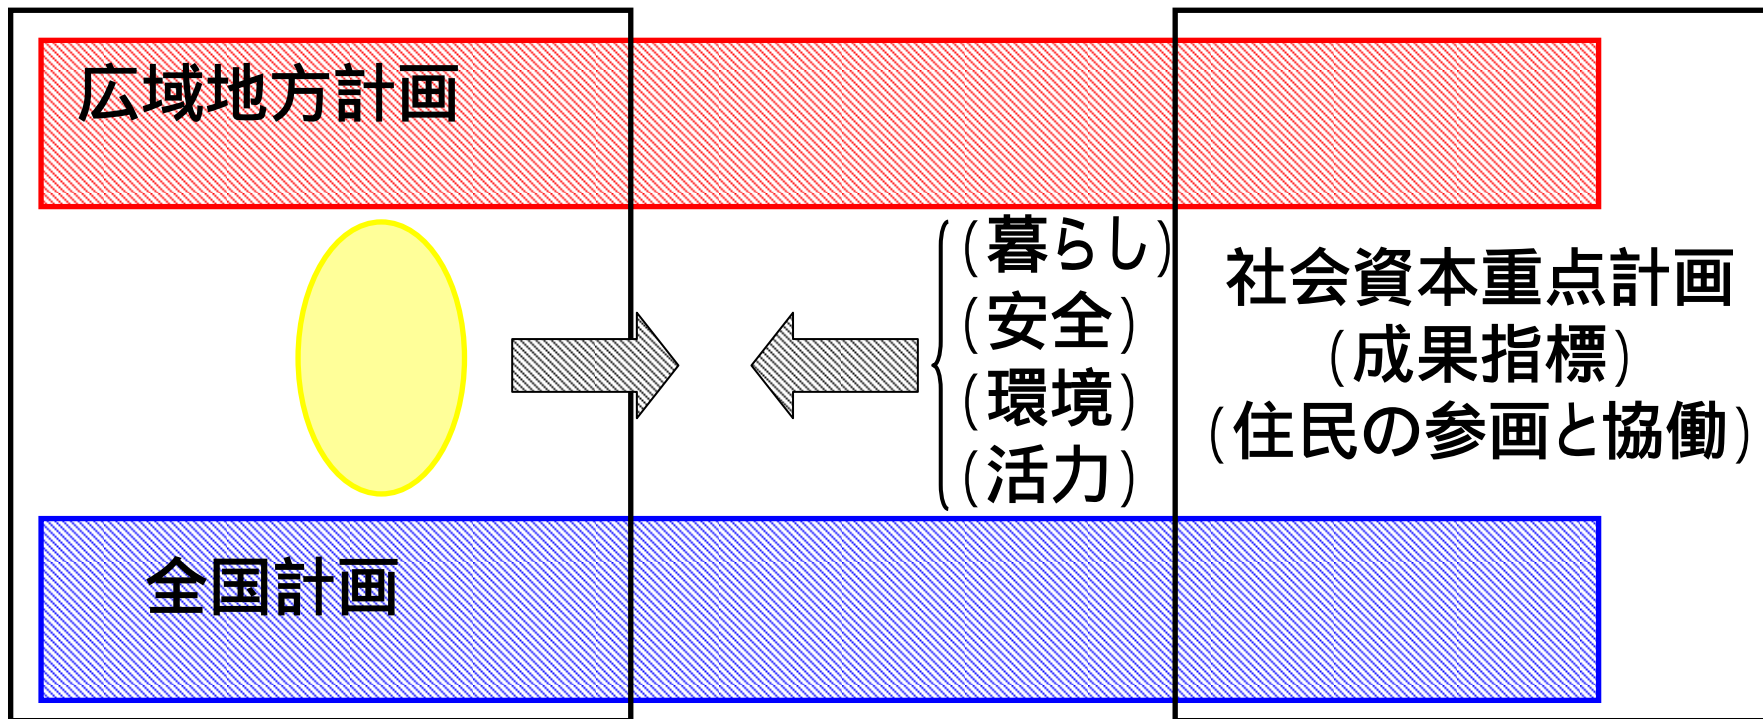 広域地方計画
(暮らし)
(安全)
(環境)
(活力)
社会資本重点計画
(成果指標)
(住民の参画と協働)
全国計画